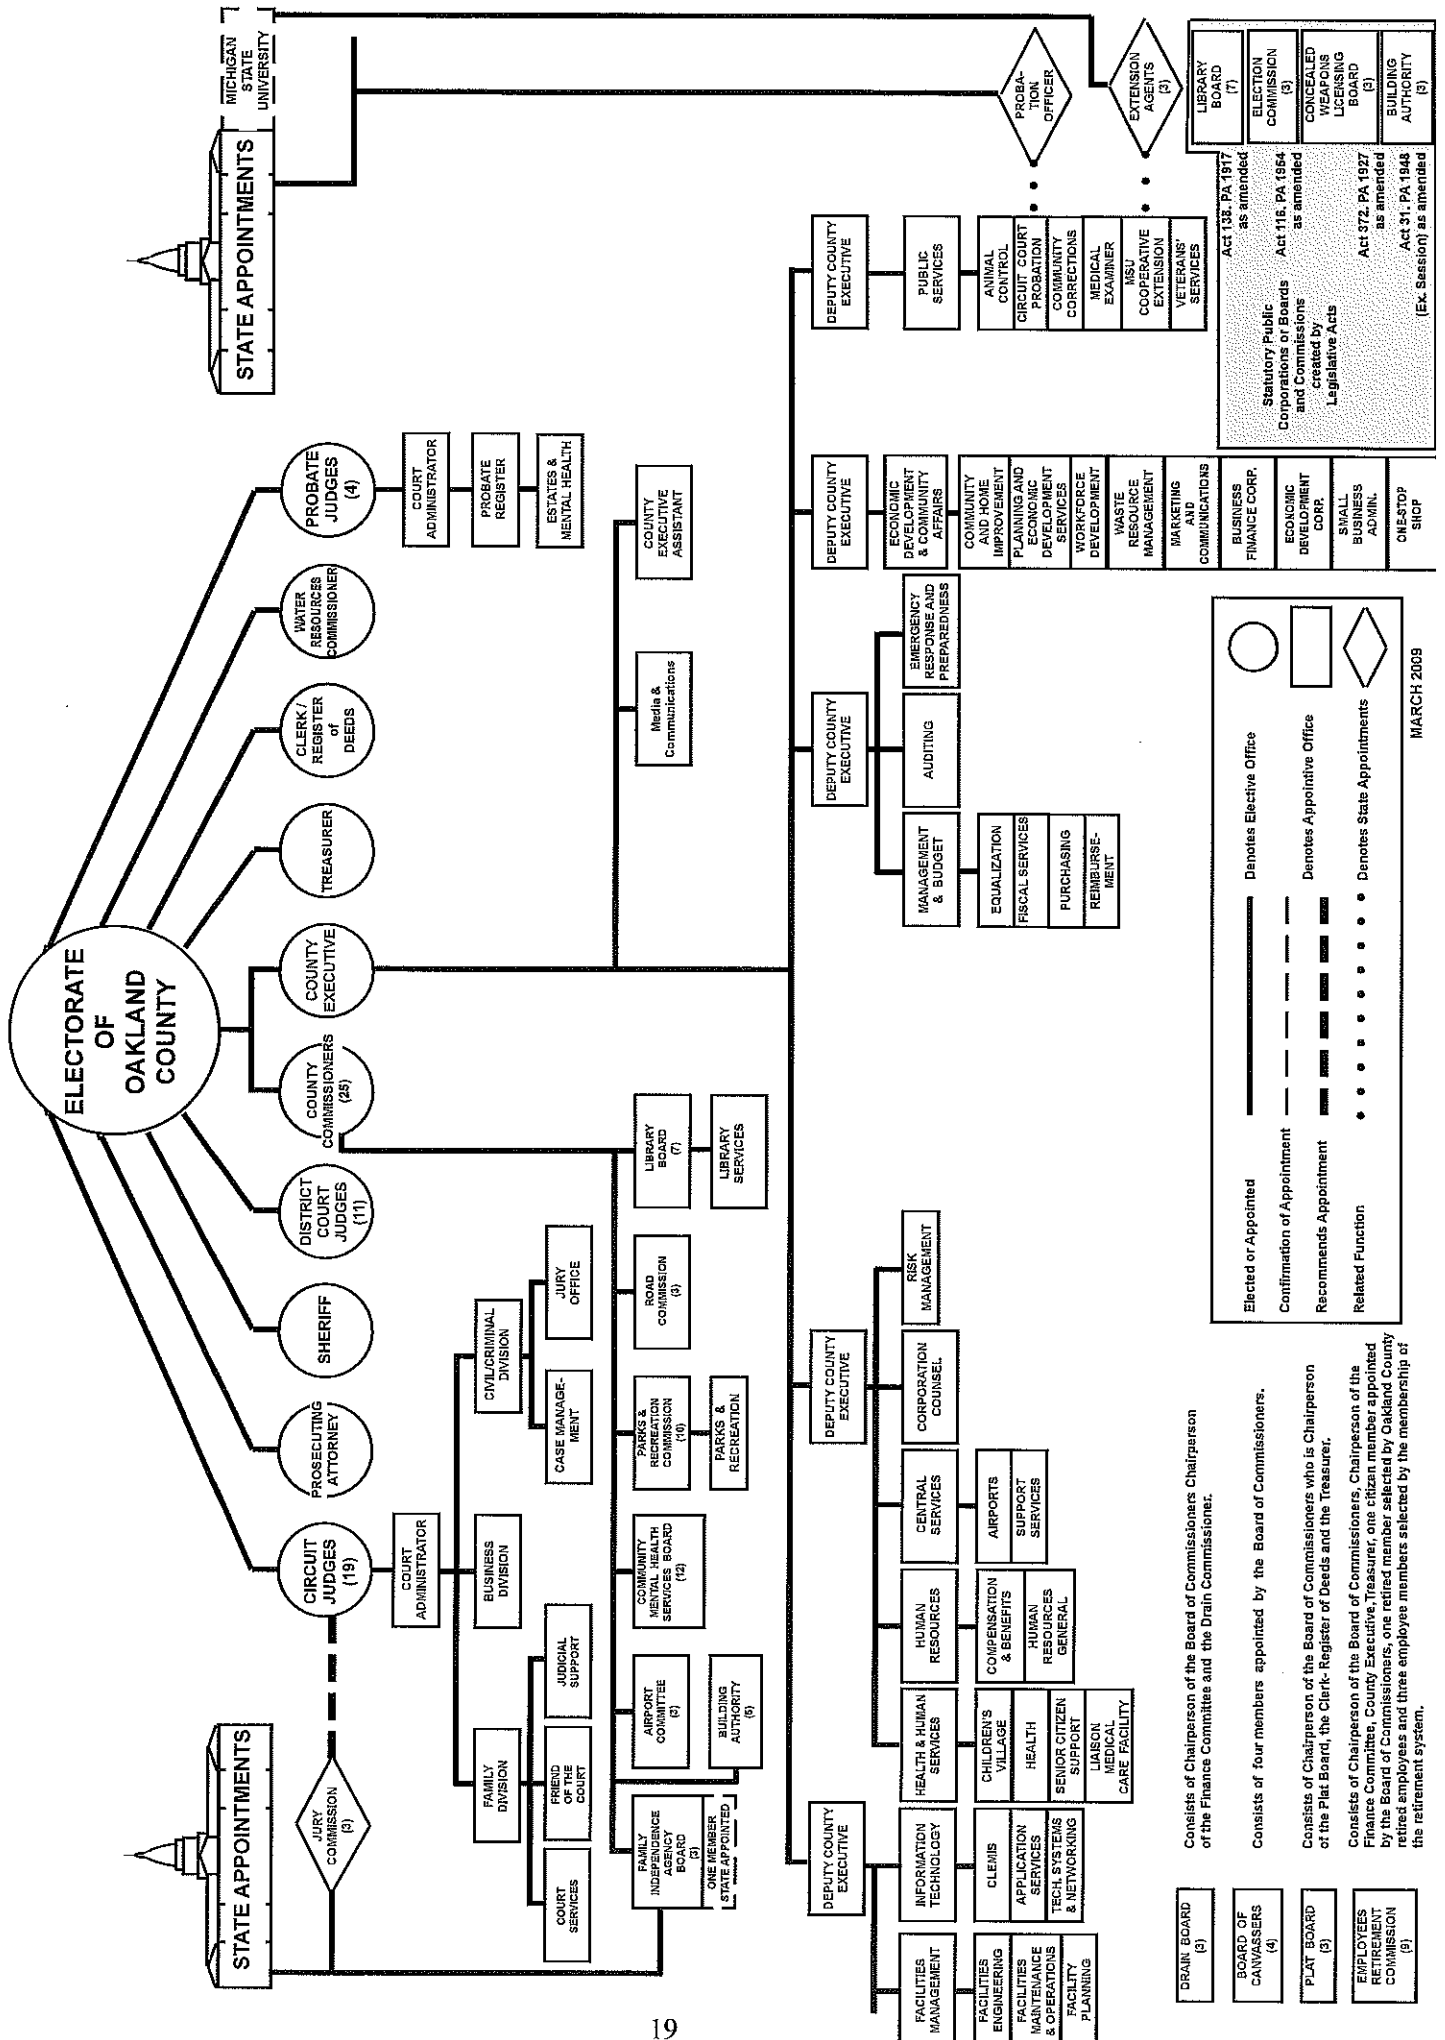 STATE APPOINTMENTS
ELECTORATE
OF
OAKLAND
COUNTY
STATE APPOINTMENTS
MICHIGAN
STATE
UNIVERSITY
JURY
COMMISSION
(3)
CIRCUIT
JUDGES
(19)
PROSECUTING
ATTORNEY
SHERIFF
DISTRICT
COURT
JUDGES
(11)
COUNTY
COMMISSIONERS
(25)
COUNTY
EXECUTIVE
TREASURER
CLERK /
REGISTER
of
DEEDS
WATER
RESOURCES
COMMISSIONER
PROBATE
JUDGES
(4)
COURT
ADMINISTRATOR
FAMILY
DIVISION
BUSINESS
DIVISION
CIVIL/CRIMINAL
DIVISION
COURT
SERVICES
FRIEND
OF THE
COURT
JUDICIAL
SUPPORT
CASE MANAGE-
MENT
JURY
OFFICE
COURT
ADMINISTRATOR
PROBATE
REGISTER
ESTATES &
MENTAL HEALTH
FAMILY
INDEPENDENCE
AGENCY
BOARD
(3)
ONE MEMBER
STATE APPOINTED
AIRPORT
COMMITTEE
(3)
BUILDING
AUTHORITY
(5)
COMMUNITY
MENTAL HEALTH
SERVICES BOARD
(12)
PARKS &
RECREATION
COMMISSION
(10)
PARKS &
RECREATION
ROAD
COMMISSION
(3)
LIBRARY
BOARD
(7)
LIBRARY
SERVICES
Media &
Communications
COUNTY
EXECUTIVE
ASSISTANT
DEPUTY COUNTY
EXECUTIVE
FACILITIES
MANAGEMENT
FACILITIES
ENGINEERING
FACILITIES
MAINTENANCE
& OPERATIONS
FACILITY
PLANNING
INFORMATION
TECHNOLOGY
CLEMIS
APPLICATION
SERVICES
TECH. SYSTEMS
& NETWORKING
DEPUTY COUNTY
EXECUTIVE
HEALTH & HUMAN
SERVICES
CHILDREN'S
VILLAGE
HEALTH
SENIOR CITIZEN
SUPPORT
LIAISON
MEDICAL
CARE FACILITY
HUMAN
RESOURCES
COMPENSATION
& BENEFITS
HUMAN
RESOURCES
GENERAL
CENTRAL
SERVICES
AIRPORTS
SUPPORT
SERVICES
CORPORATION
COUNSEL
RISK
MANAGEMENT
DEPUTY COUNTY
EXECUTIVE
MANAGEMENT
& BUDGET
EQUALIZATION
FISCAL SERVICES
PURCHASING
REIMBURSE-
MENT
AUDITING
EMERGENCY
RESPONSE AND
PREPAREDNESS
DEPUTY COUNTY
EXECUTIVE
ECONOMIC
DEVELOPMENT
& COMMUNITY
AFFAIRS
COMMUNITY
AND HOME
IMPROVEMENT
PLANNING AND
ECONOMIC
DEVELOPMENT
SERVICES
WORKFORCE
DEVELOPMENT
WASTE
RESOURCE
MANAGEMENT
MARKETING
AND
COMMUNICATIONS
BUSINESS
FINANCE CORP.
ECONOMIC
DEVELOPMENT
CORP.
SMALL
BUSINESS
ADMIN.
ONE-STOP
SHOP
DEPUTY COUNTY
EXECUTIVE
PUBLIC
SERVICES
ANIMAL
CONTROL
CIRCUIT COURT
PROBATION
COMMUNITY
CORRECTIONS
MEDICAL
EXAMINER
MSU
COOPERATIVE
EXTENSION
VETERANS'
SERVICES
PROBA-
TION
OFFICER
EXTENSION
AGENTS
(3)
Statutory Public
Corporations or Boards
and Commissions
created by
Legislative Acts
Act 138. PA 1917
as amended
LIBRARY
BOARD
(7)
Act 116. PA 1954
as amended
ELECTION
COMMISSION
(3)
Act 372. PA 1927
as amended
CONCEALED
WEAPONS
LICENSING
BOARD
(3)
Act 31. PA 1948
(Ex. Session) as amended
BUILDING
AUTHORITY
(3)
DRAIN BOARD
(3)
Consists of Chairperson of the Board of Commissioners Chairperson
of the Finance Committee and the Drain Commissioner.
BOARD OF
CANVASSERS
(4)
Consists of four members appointed by the Board of Commissioners.
PLAT BOARD
(3)
Consists of Chairperson of the Board of Commissioners who is Chairperson
of the Plat Board, the Clerk- Register of Deeds and the Treasurer.
EMPLOYEES
RETIREMENT
COMMISSION
(9)
Consists of Chairperson of the Board of Commissioners, Chairperson of the
Finance Committee, County Executive,Treasurer, one citizen member appointed
by the Board of Commissioners, one retired member selected by Oakland County
retired employees and three employee members selected by the membership of
the retirement system.
Elected or Appointed
Denotes Elective Office
Confirmation of Appointment
Denotes Appointive Office
Recommends Appointment
Related Function
Denotes State Appointments
MARCH 2009
19